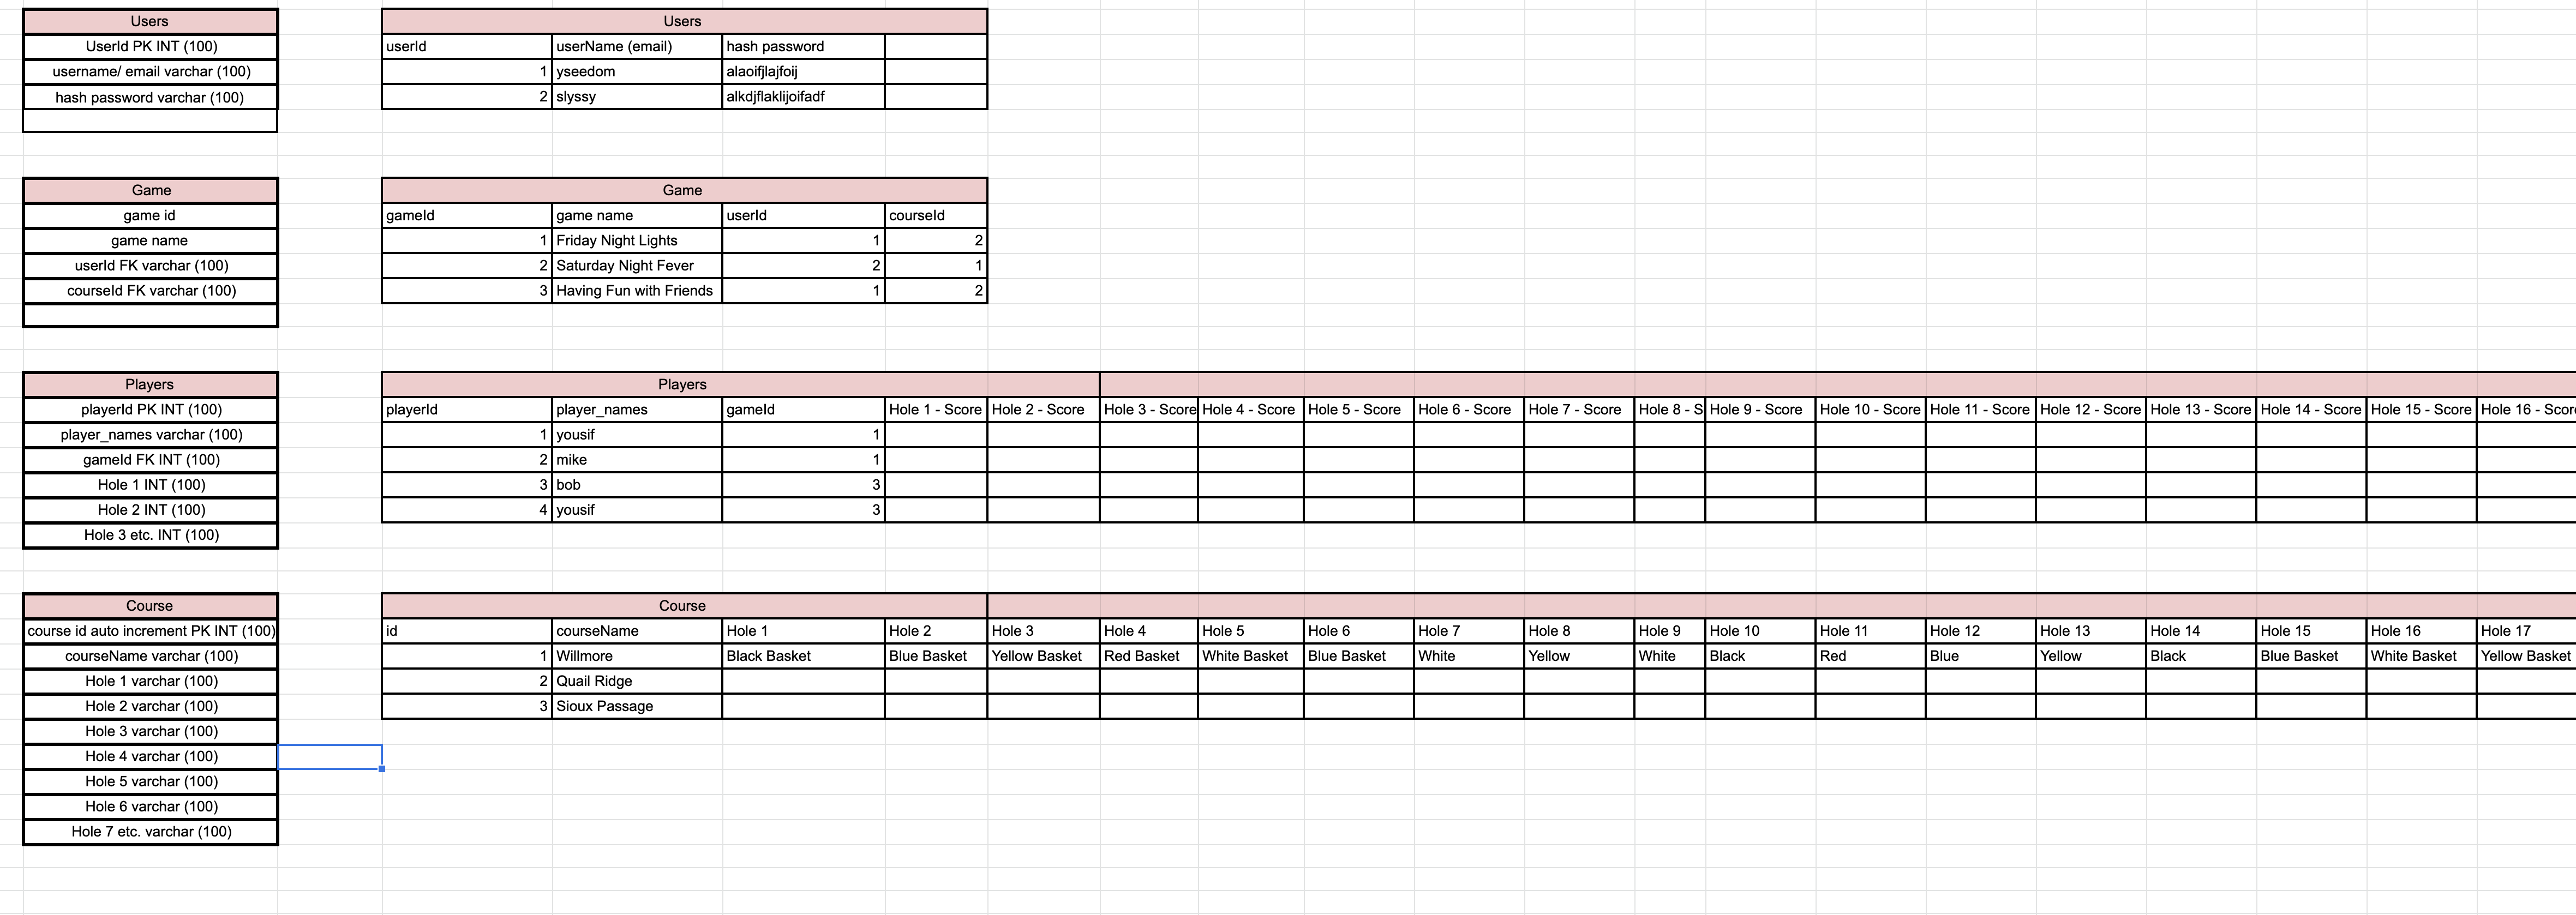 Users
UserId PK INT (100)
username/ email varchar (100)
hash password varchar (100)
Users
userId userName (email) hash password
1 yseedom alaoifjlajfoij
2 slyssy alkdjflaklijoifadf
Game
game id
game name
userId FK varchar (100)
courseId FK varchar (100)
Game
gameId game name userId courseId
1 Friday Night Lights 1 2
2 Saturday Night Fever 2 1
3 Having Fun with Friends 1 2
Players
playerId PK INT (100)
player_names varchar (100)
gameId FK INT (100)
Hole 1 INT (100)
Hole 2 INT (100)
Hole 3 etc. INT (100)
Players
playerId player_names gameId Hole 1 - Score Hole 2 - Score Hole 3 - Score Hole 4 - Score Hole 5 - Score Hole 6 - Score Hole 7 - Score Hole 8 - S Hole 9 - Score Hole 10 - Score Hole 11 - Score Hole 12 - Score Hole 13 - Score Hole 14 - Score Hole 15 - Score Hole 16 - Scor
1 yousif 1
2 mike 1
3 bob 3
4 yousif 3
Course
course id auto increment PK INT (100)
courseName varchar (100)
Hole 1 varchar (100)
Hole 2 varchar (100)
Hole 3 varchar (100)
Hole 4 varchar (100)
Hole 5 varchar (100)
Hole 6 varchar (100)
Hole 7 etc. varchar (100)
Course
id courseName Hole 1 Hole 2 Hole 3 Hole 4 Hole 5 Hole 6 Hole 7 Hole 8 Hole 9 Hole 10 Hole 11 Hole 12 Hole 13 Hole 14 Hole 15 Hole 16 Hole 17
1 Willmore Black Basket Blue Basket Yellow Basket Red Basket White Basket Blue Basket White Yellow White Black Red Blue Yellow Black Blue Basket White Basket Yellow Basket
2 Quail Ridge
3 Sioux Passage